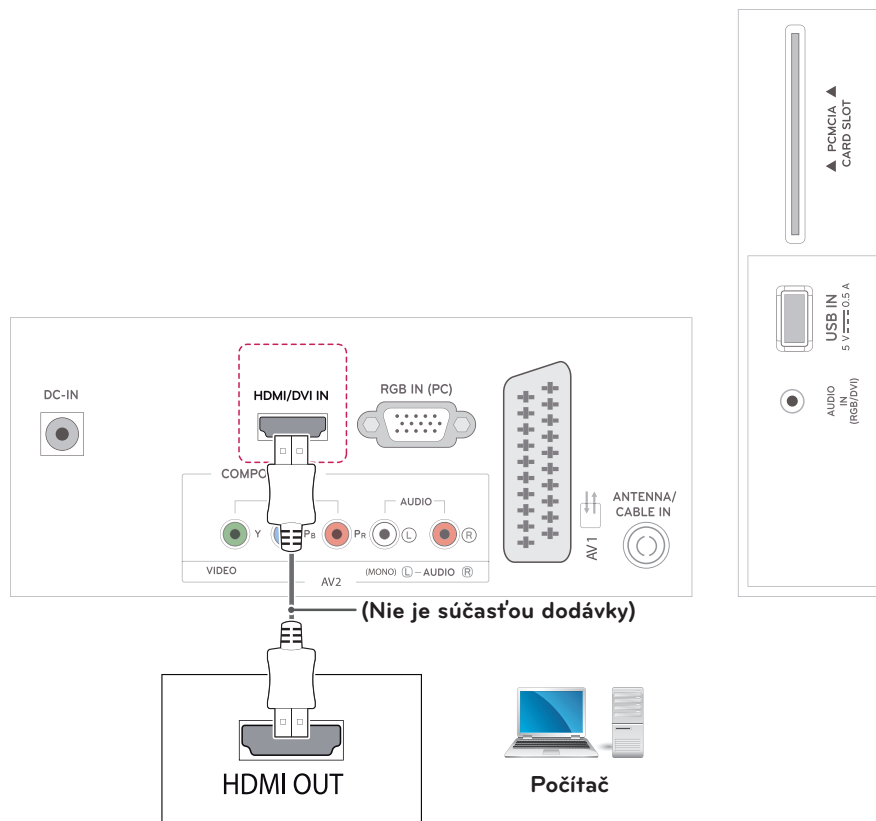 ▲ PCMCIA ▲
CARD SLOT
USB IN
5 V 0.5 A
AUDIO
IN
(RGB/DVI)
DC-IN
HDMI/DVI IN
RGB IN (PC)
COMPO
AUDIO
Y
PB
PR
L
R
VIDEO
AV2
(MONO) L – AUDIO R
AV1
ANTENNA/
CABLE IN
(Nie je súčasťou dodávky)
HDMI OUT
Počítač